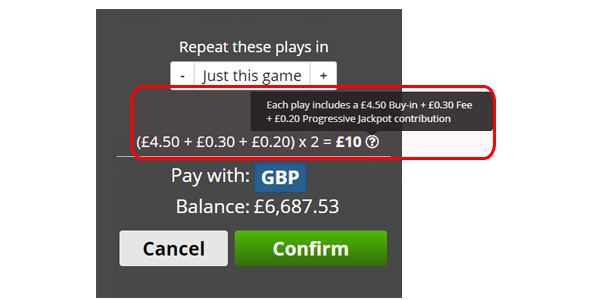 Repeat these plays in
- Just this game +
Each play includes a £4.50 Buy-in + £0.30 Fee
+ £0.20 Progressive Jackpot contribution
(£4.50 + £0.30 + £0.20) x 2 = £10 ?
Pay with: GBP
Balance: £6,687.53
Cancel Confirm